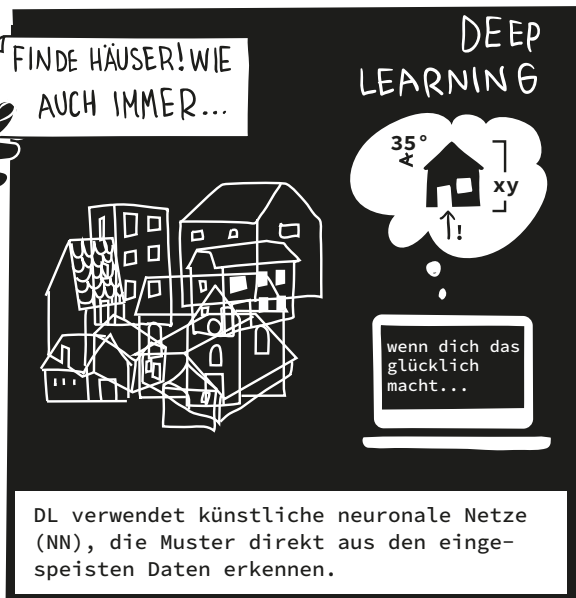 FINDE HÄUSER! WIE
AUCH IMMER...
DEEP
LEARNING
35°
xy
!
wenn dich das
glücklich
macht...
DL verwendet künstliche neuronale Netze
(NN), die Muster direkt aus den einge-
speisten Daten erkennen.